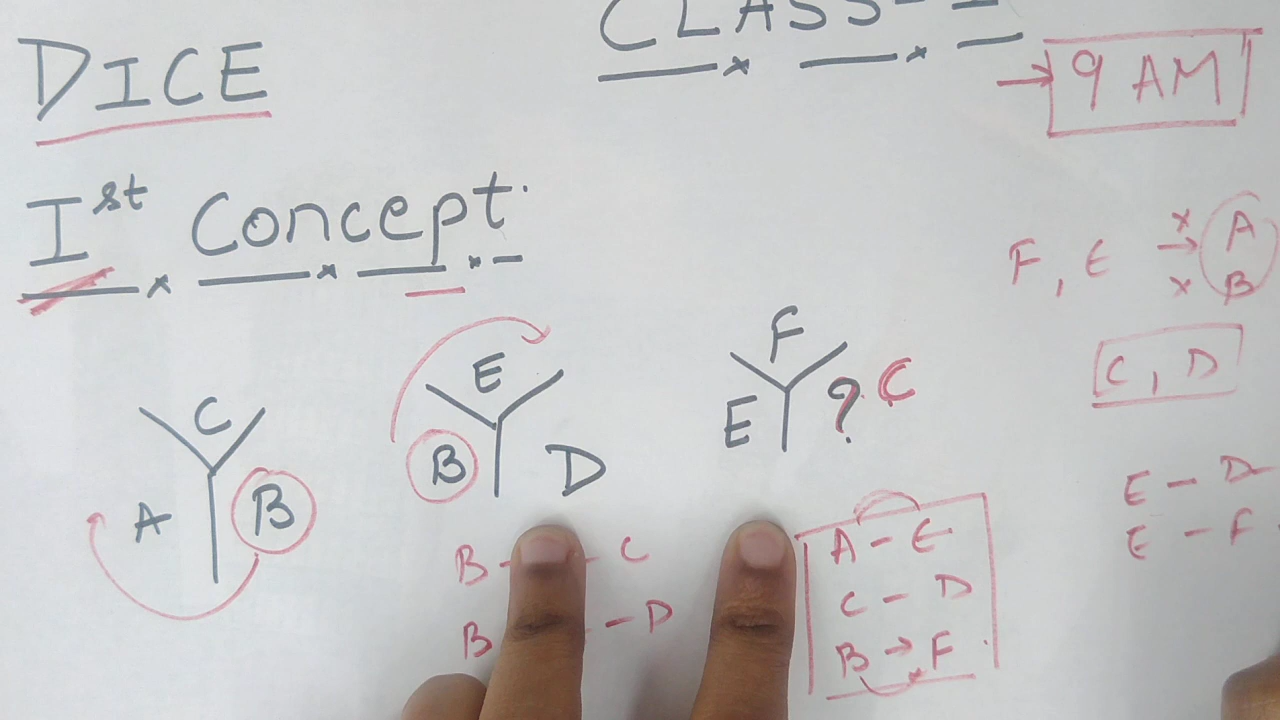 CLASS- I
DICE
→ 9 AM
Ist Concept.
F, E x→ A
x B
C, D
C
A B
E
B D
F
E ? C
E - D
E - F
B - C
B - D
A - E
C - D
B → F